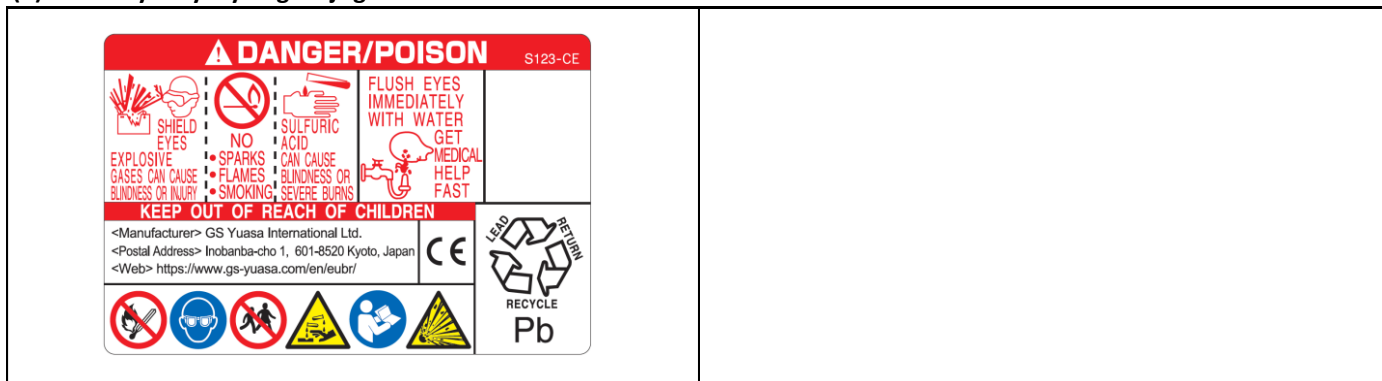 DANGER/POISON
S123-CE
SHIELD
EYES
EXPLOSIVE
GASES CAN CAUSE
BLINDNESS OR INJURY
NO
• SPARKS
• FLAMES
• SMOKING
SULFURIC
ACID
CAN CAUSE
BLINDNESS OR
SEVERE BURNS
FLUSH EYES
IMMEDIATELY
WITH WATER
GET
MEDICAL
HELP
FAST
KEEP OUT OF REACH OF CHILDREN
<Manufacturer> GS Yuasa International Ltd.
<Postal Address> Inobanba-cho 1, 601-8520 Kyoto, Japan
<Web> https://www.gs-yuasa.com/en/eubr/
CE
LEAD
RETURN
RECYCLE
Pb